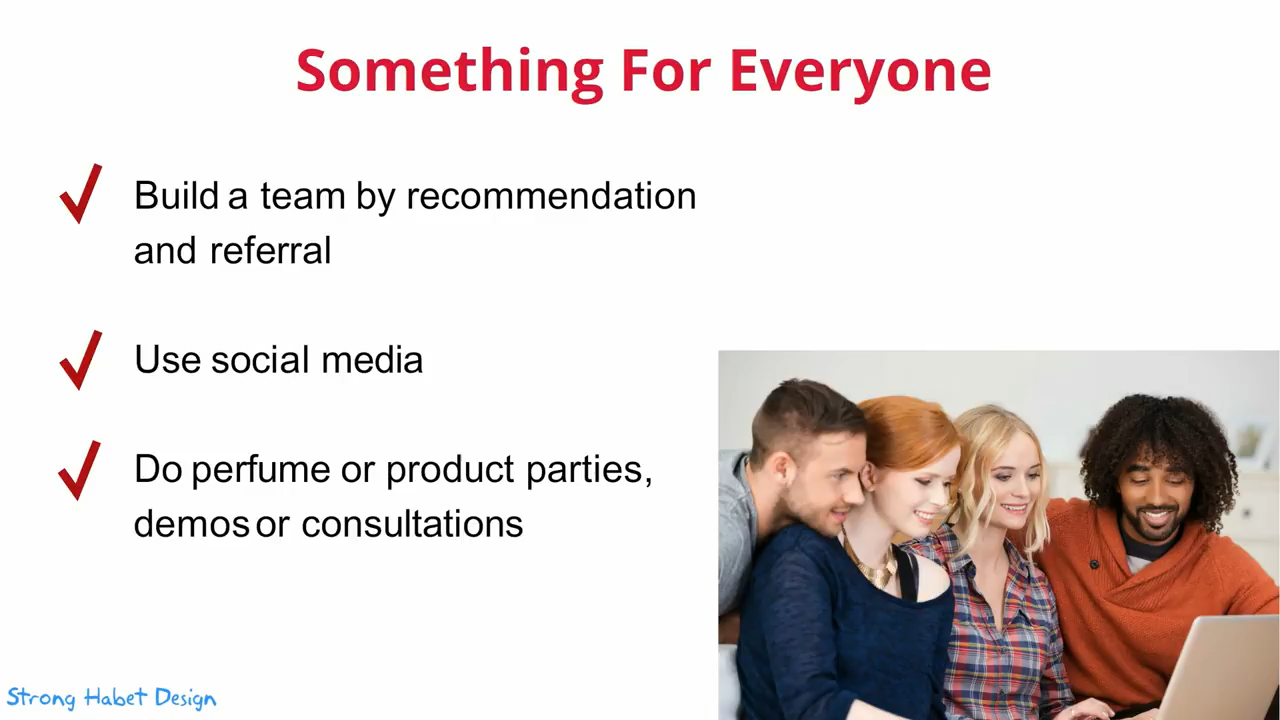 Something For Everyone
Build a team by recommendation
and referral
Use social media
Do perfume or product parties,
demos or consultations
Strong Habet Design